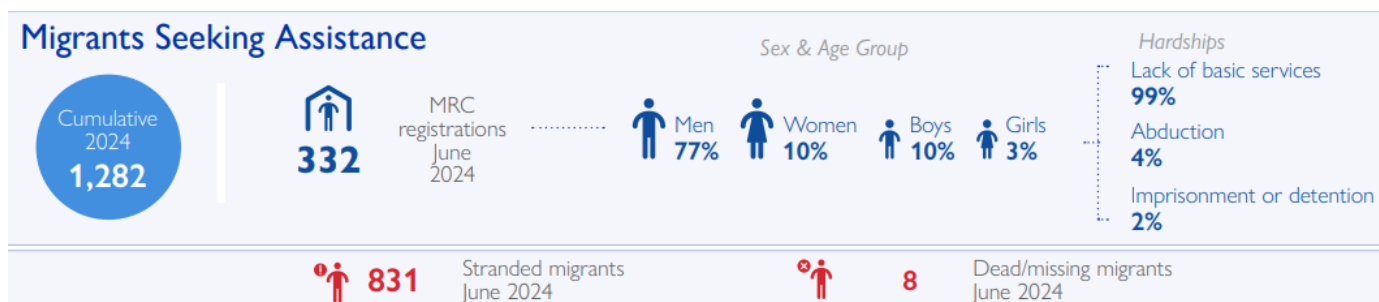 Migrants Seeking Assistance
Cumulative
2024
1,282
332
MRC
registrations
June
2024
Sex & Age Group
Men
77%
Women
10%
Boys
10%
Girls
3%
Hardships
Lack of basic services
99%
Abduction
4%
Imprisonment or detention
2%
831
Stranded migrants
June 2024
8
Dead/missing migrants
June 2024